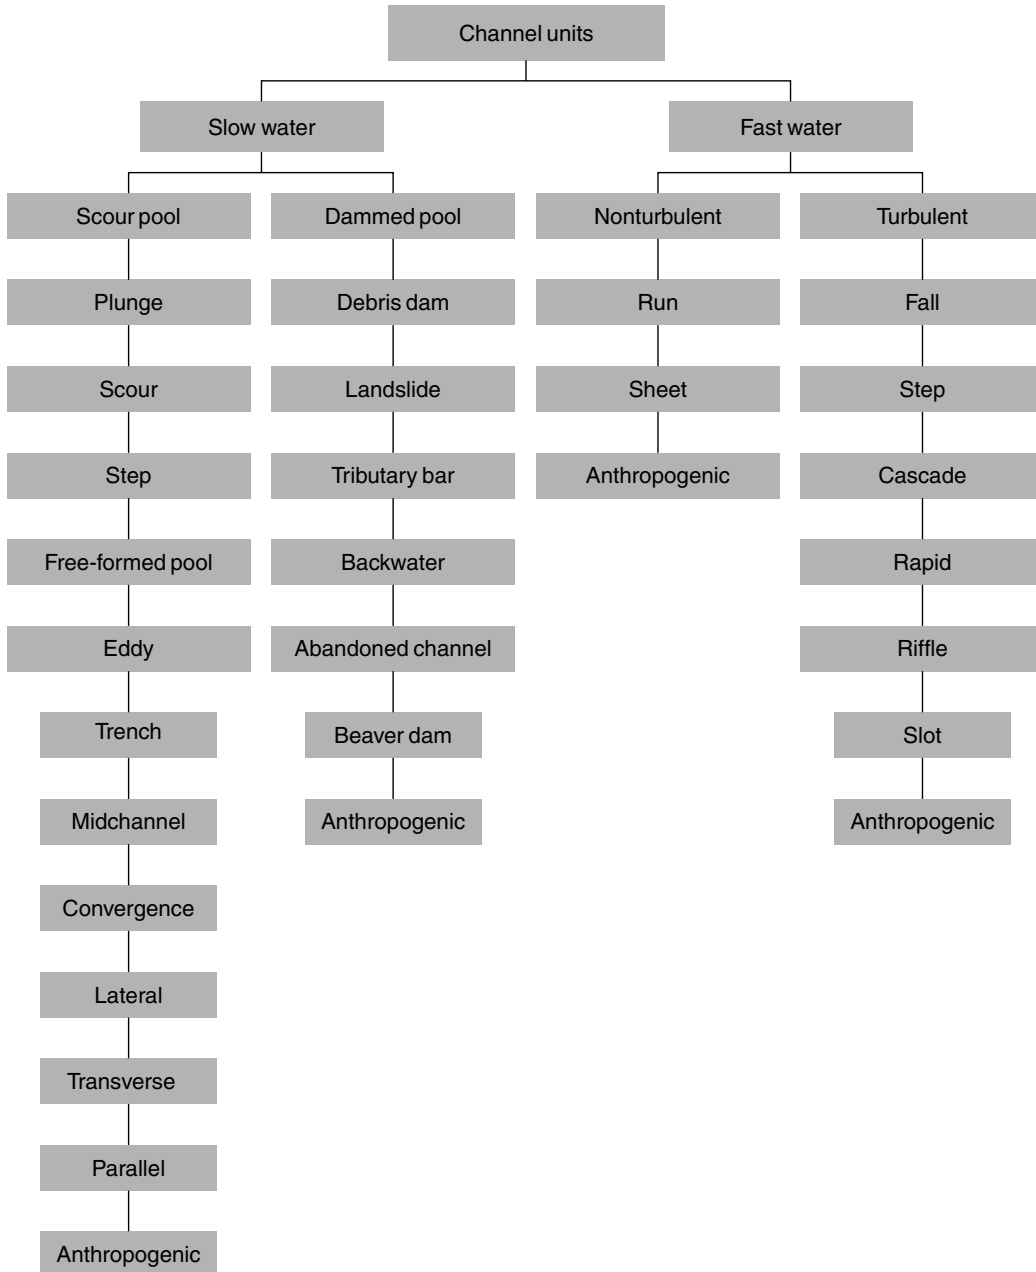 Channel units
Slow water
Fast water
Scour pool
Dammed pool
Nonturbulent
Turbulent
Plunge
Debris dam
Run
Fall
Scour
Landslide
Sheet
Step
Step
Tributary bar
Anthropogenic
Cascade
Free-formed pool
Backwater
Rapid
Eddy
Abandoned channel
Riffle
Trench
Beaver dam
Slot
Midchannel
Anthropogenic
Anthropogenic
Convergence
Lateral
Transverse
Parallel
Anthropogenic